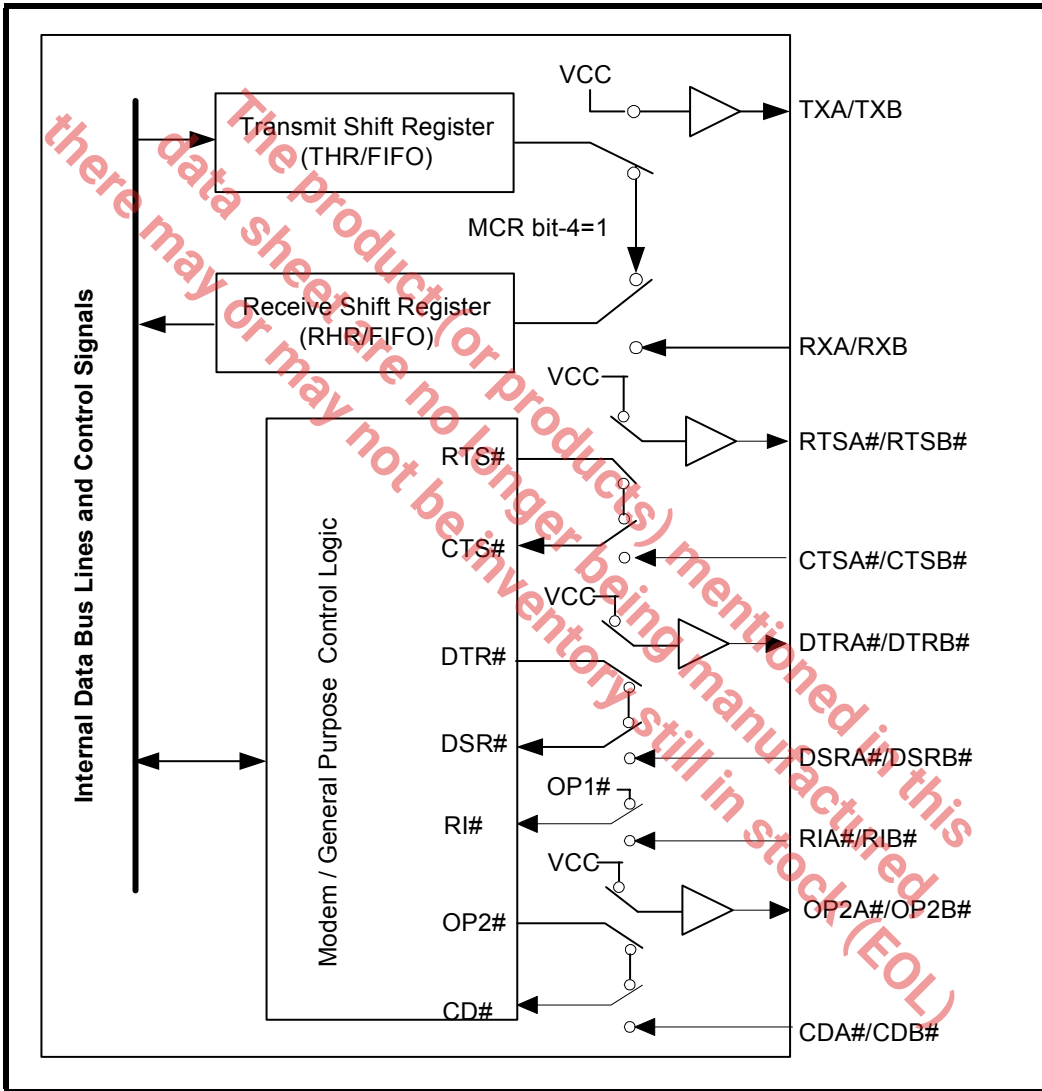 VCC
TXA/TXB
Transmit Shift Register
(THR/FIFO)
MCR bit-4=1
Receive Shift Register
(RHR/FIFO)
RXA/RXB
VCC
RTSA#/RTSB#
RTS#
CTS#
CTSA#/CTSB#
VCC
DTRA#/DTRB#
DTR#
DSR#
DSRA#/DSRB#
OP1#
RI#
RIA#/RIB#
VCC
OP2A#/OP2B#
OP2#
CD#
CDA#/CDB#
Internal Data Bus Lines and Control Signals
Modem / General Purpose Control Logic
The product (or products) mentioned in this
data sheet are no longer being manufactured
there may or may not be inventory still in stock (EOL)